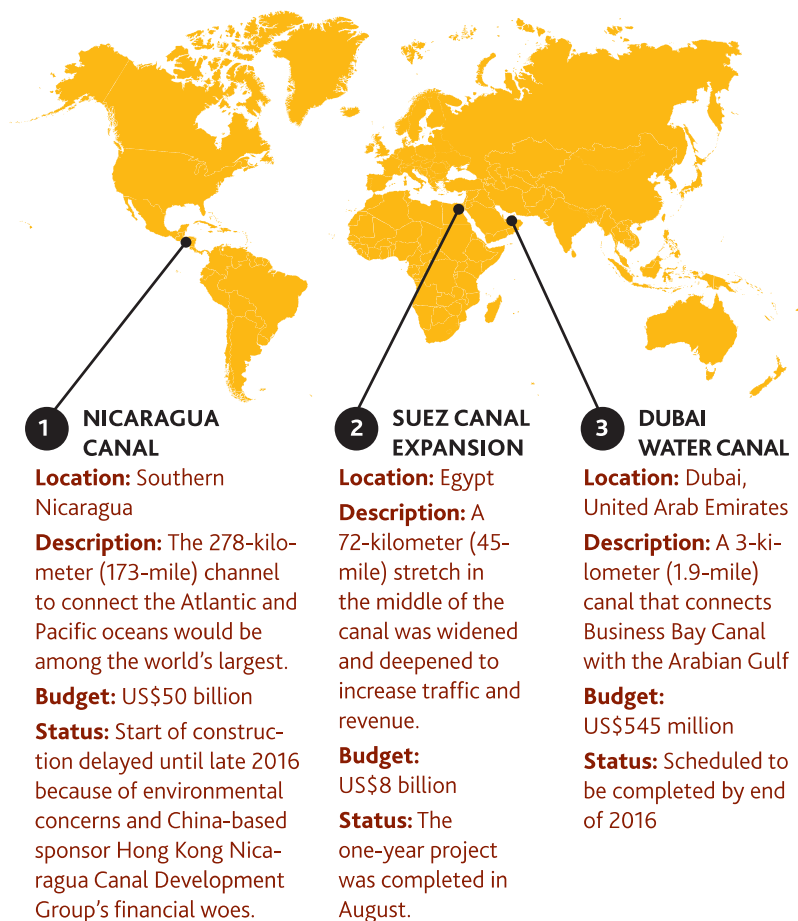 1
NICARAGUA
CANAL
Location: Southern
Nicaragua
Description: The 278-kilo-
meter (173-mile) channel
to connect the Atlantic and
Pacific oceans would be
among the world's largest.
Budget: US$50 billion
Status: Start of construc-
tion delayed until late 2016
because of environmental
concerns and China-based
sponsor Hong Kong Nica-
ragua Canal Development
Group's financial woes.
2
SUEZ CANAL
EXPANSION
Location: Egypt
Description: A
72-kilometer (45-
mile) stretch in
the middle of the
canal was widened
and deepened to
increase traffic and
revenue.
Budget:
US$8 billion
Status: The
one-year project
was completed in
August.
3
DUBAI
WATER CANAL
Location: Dubai,
United Arab Emirates
Description: A 3-ki-
lometer (1.9-mile)
canal that connects
Business Bay Canal
with the Arabian Gulf
Budget:
US$545 million
Status: Scheduled to
be completed by end
of 2016